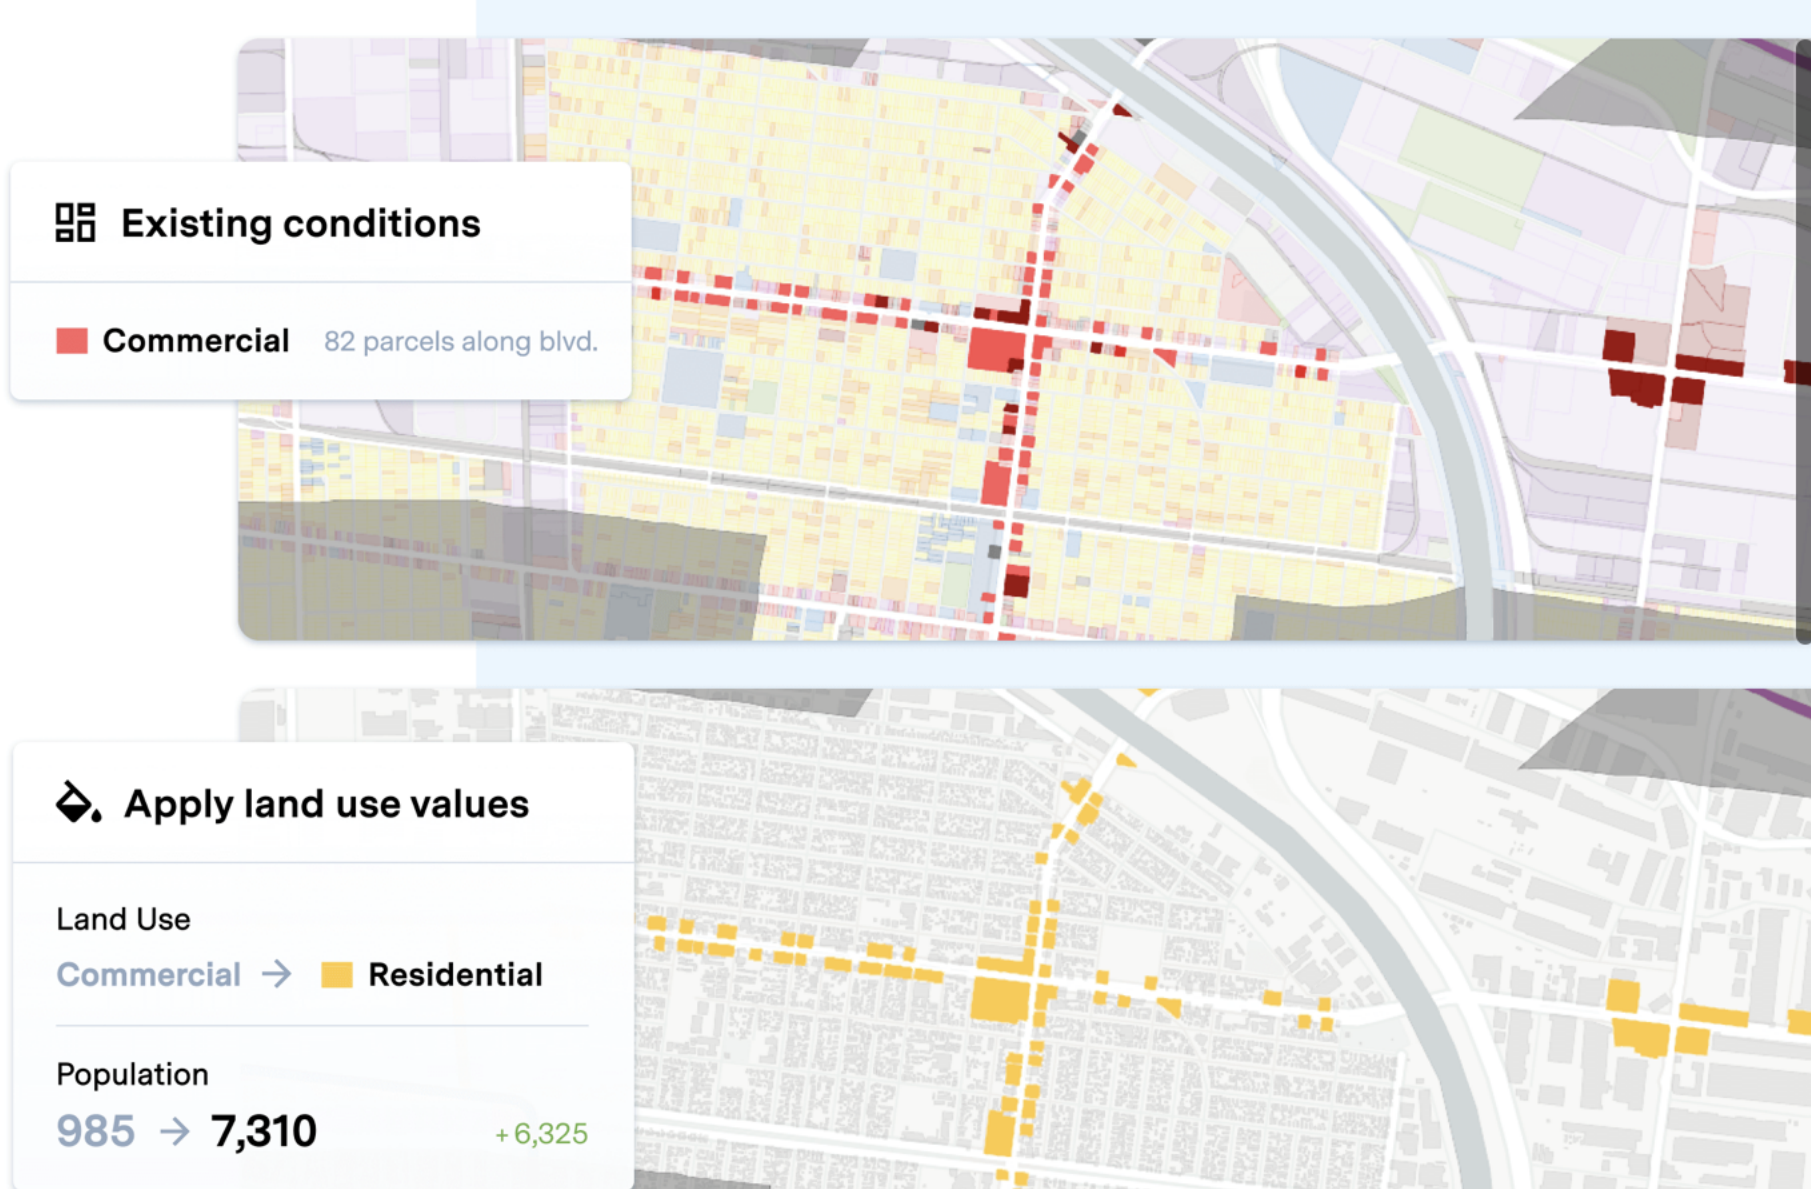 Existing conditions
Commercial 82 parcels along blvd.
Apply land use values
Land Use
Commercial → Residential
Population
985 → 7,310 +6,325